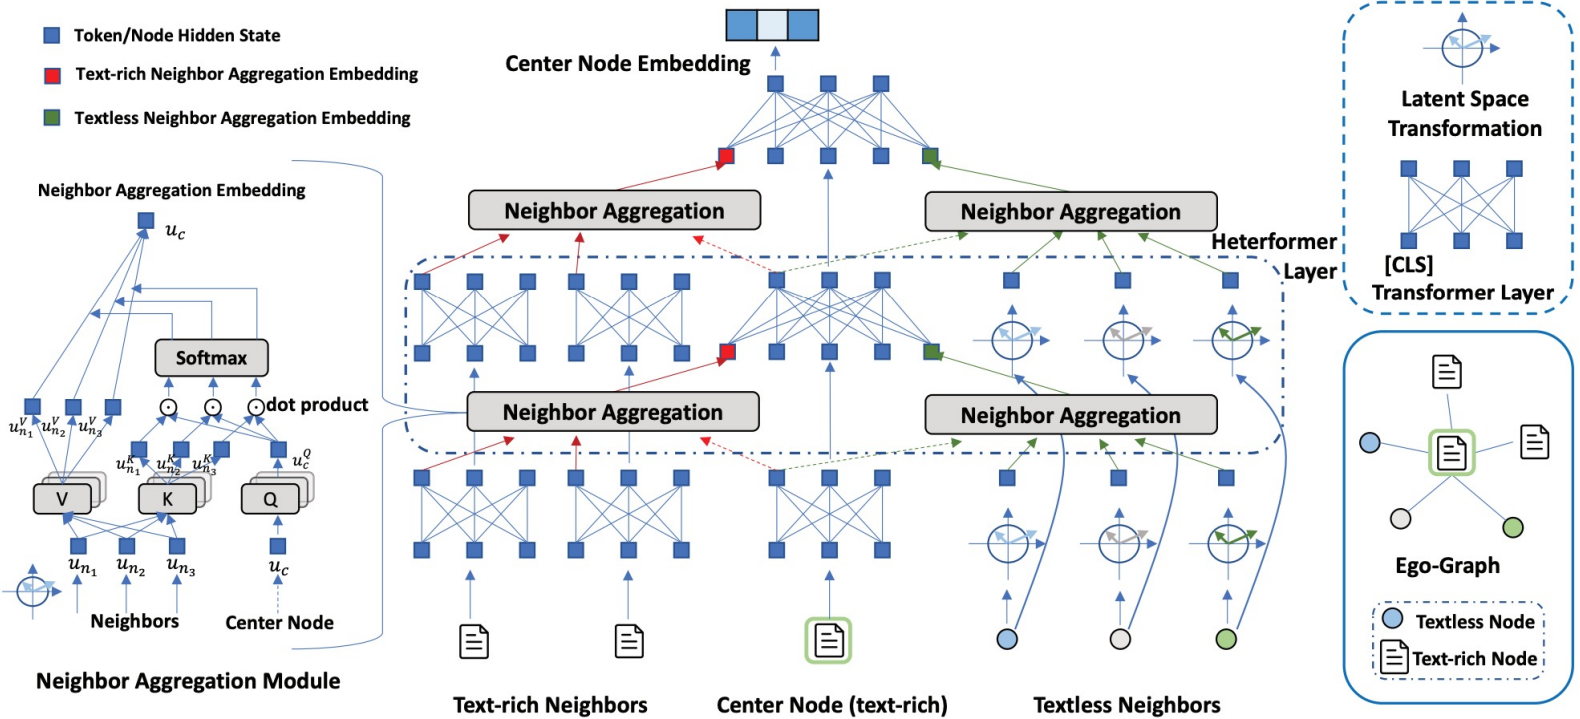 Token/Node Hidden State
Text-rich Neighbor Aggregation Embedding
Textless Neighbor Aggregation Embedding
Center Node Embedding
Neighbor Aggregation Embedding
u_c
Softmax
dot product
u_{n_1}^V u_{n_2}^V u_{n_3}^V
u_{n_1}^K u_{n_2}^K u_{n_3}^K u_c^Q
V K Q
u_{n_1} u_{n_2} u_{n_3} u_c
Neighbors Center Node
Neighbor Aggregation Module
Neighbor Aggregation
Neighbor Aggregation
Heterformer
Layer
Neighbor Aggregation
Neighbor Aggregation
Text-rich Neighbors
Center Node (text-rich)
Textless Neighbors
Latent Space
Transformation
[CLS]
Transformer Layer
Ego-Graph
Textless Node
Text-rich Node